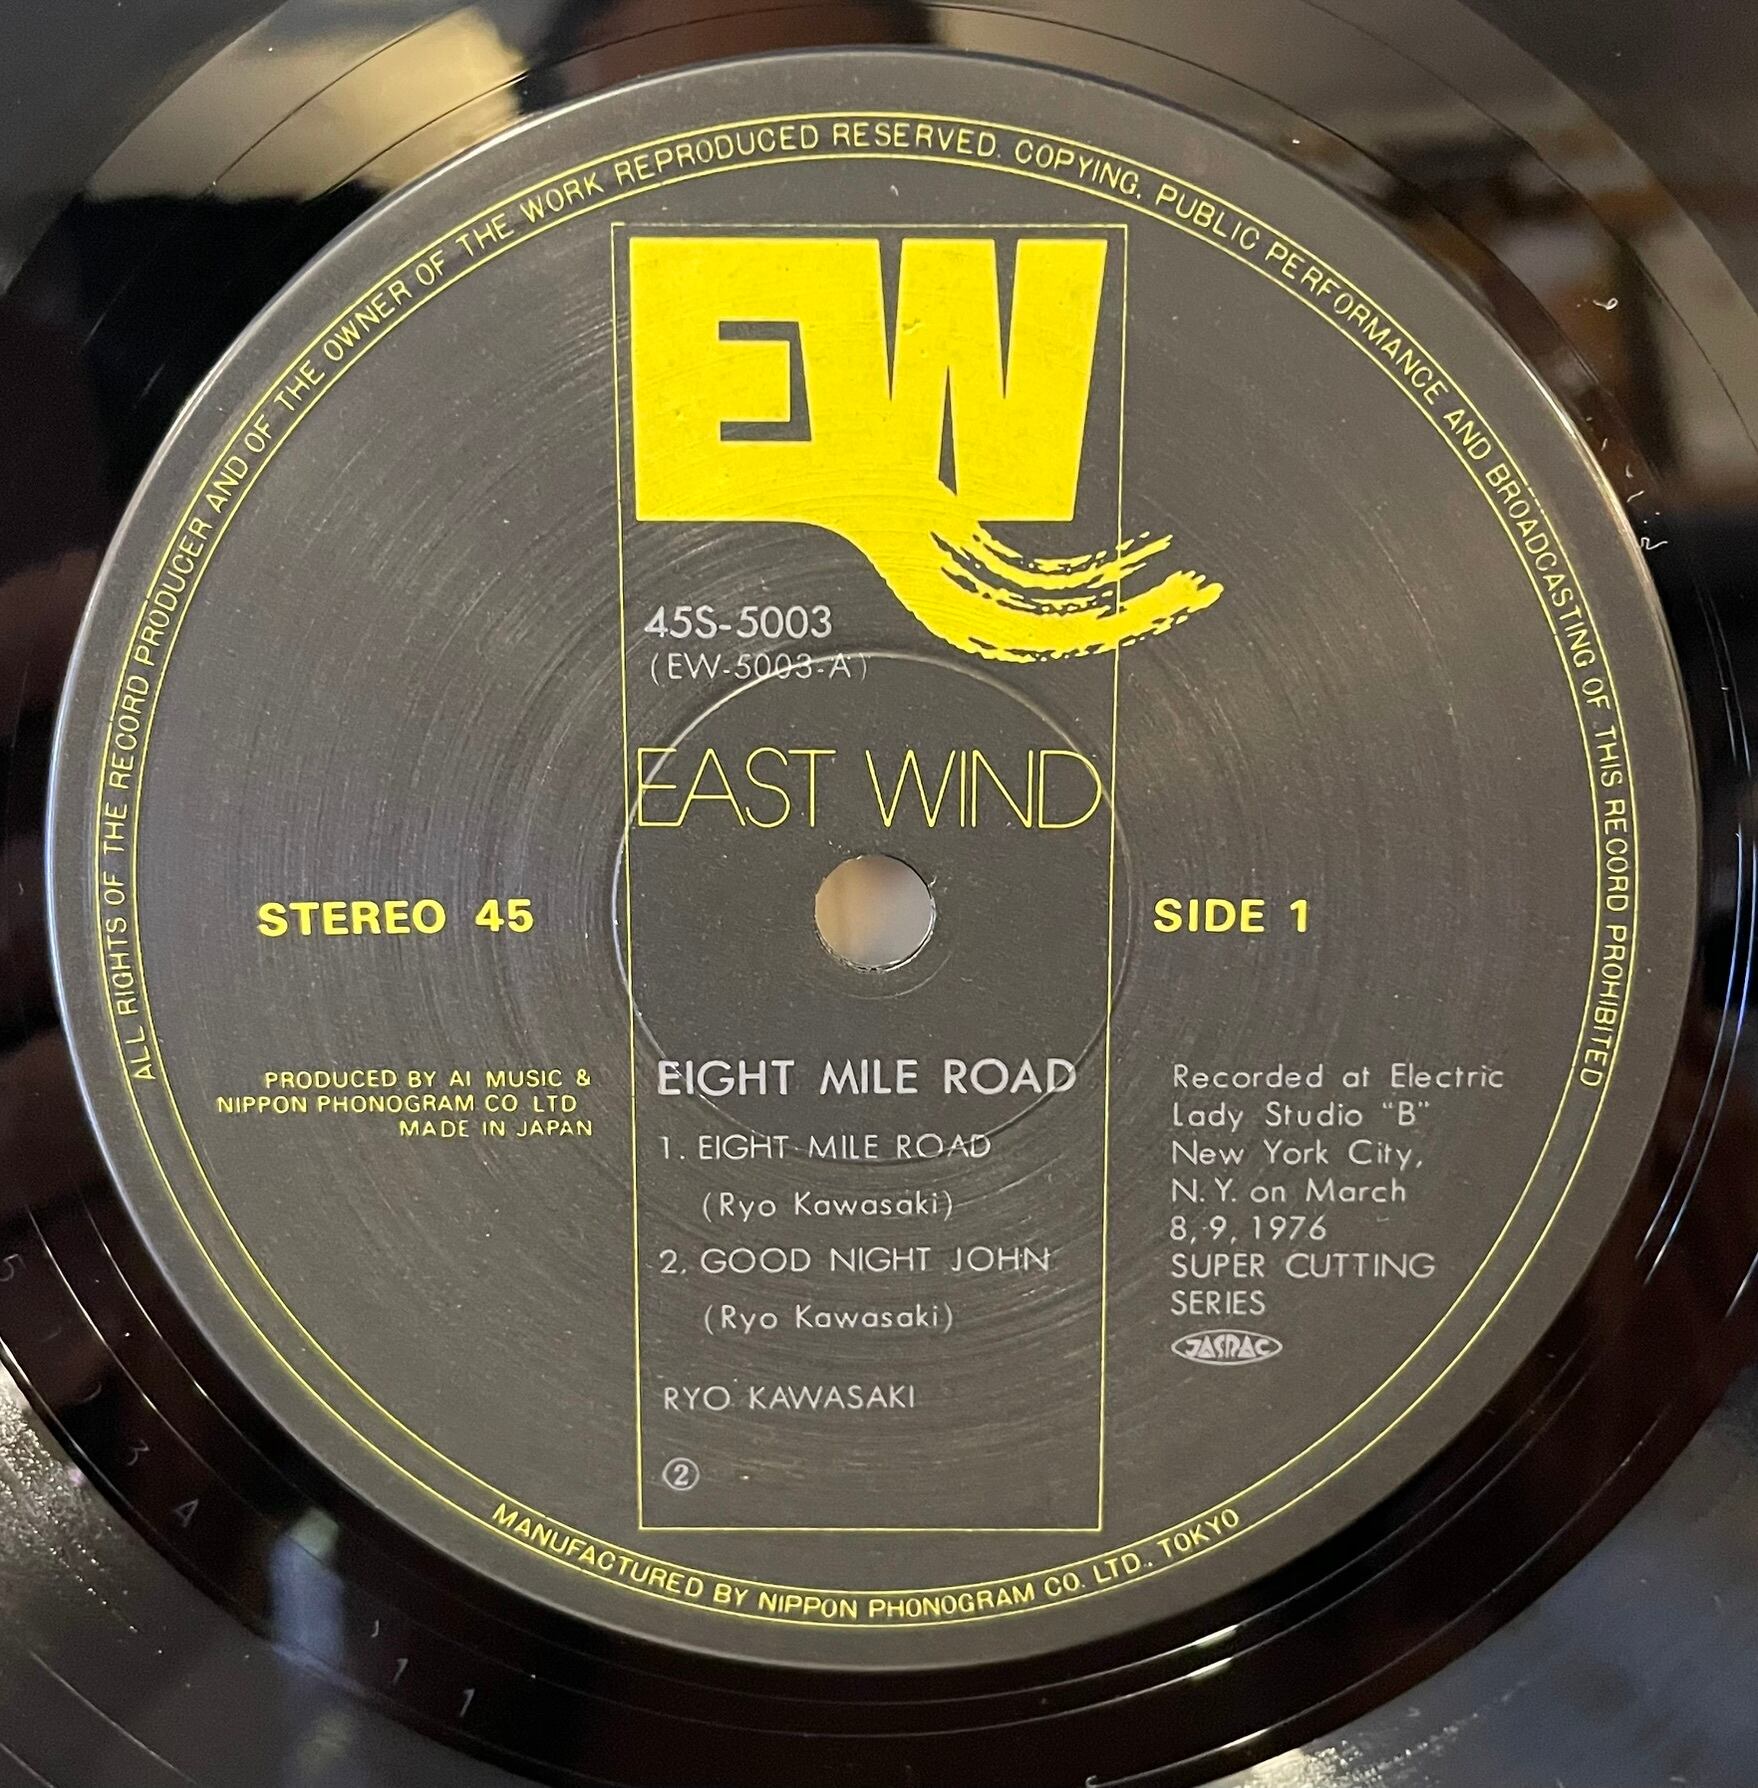 ALL RIGHTS OF THE RECORD PRODUCER AND OF THE OWNER OF THE WORK REPRODUCED RESERVED. COPYING, PUBLIC PERFORMANCE AND BROADCASTING OF THIS RECORD PROHIBITED
EW
45S-5003
(EW-5003-A)
EAST WIND
STEREO 45
SIDE 1
PRODUCED BY AI MUSIC &
NIPPON PHONOGRAM CO LTD
MADE IN JAPAN
EIGHT MILE ROAD
1. EIGHT MILE ROAD
(Ryo Kawasaki)
2. GOOD NIGHT JOHN
(Ryo Kawasaki)
RYO KAWASAKI
②
Recorded at Electric
Lady Studio “B”
New York City,
N.Y. on March
8, 9, 1976
SUPER CUTTING
SERIES
JASRAC
MANUFACTURED BY NIPPON PHONOGRAM CO. LTD., TOKYO